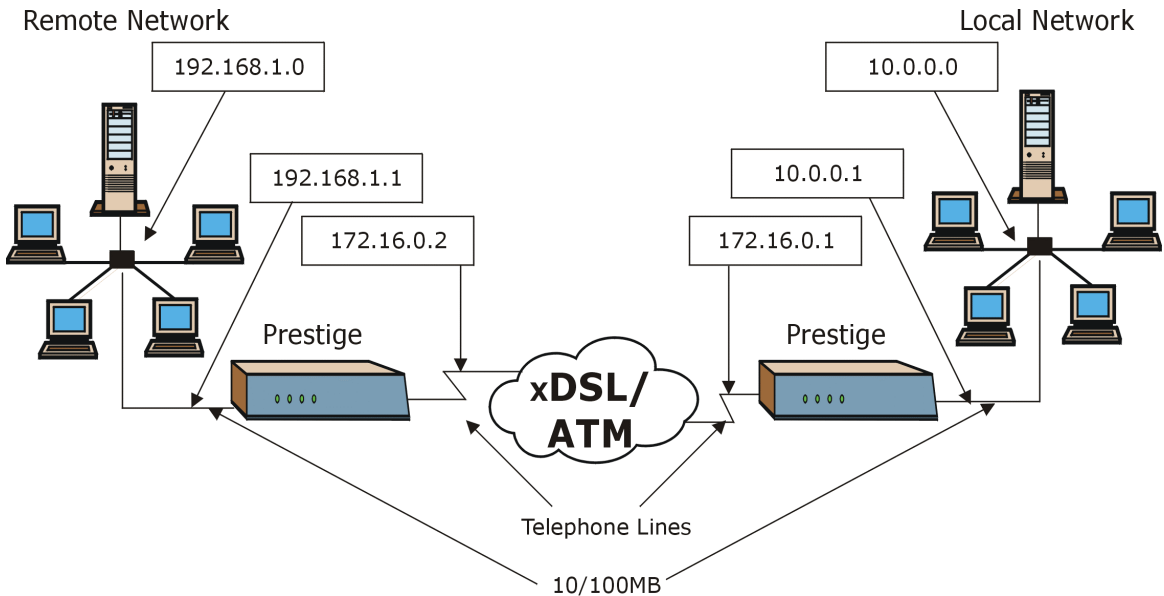 Remote Network
Local Network
192.168.1.0
10.0.0.0
192.168.1.1
10.0.0.1
172.16.0.2
172.16.0.1
Prestige
Prestige
xDSL/
ATM
Telephone Lines
10/100MB